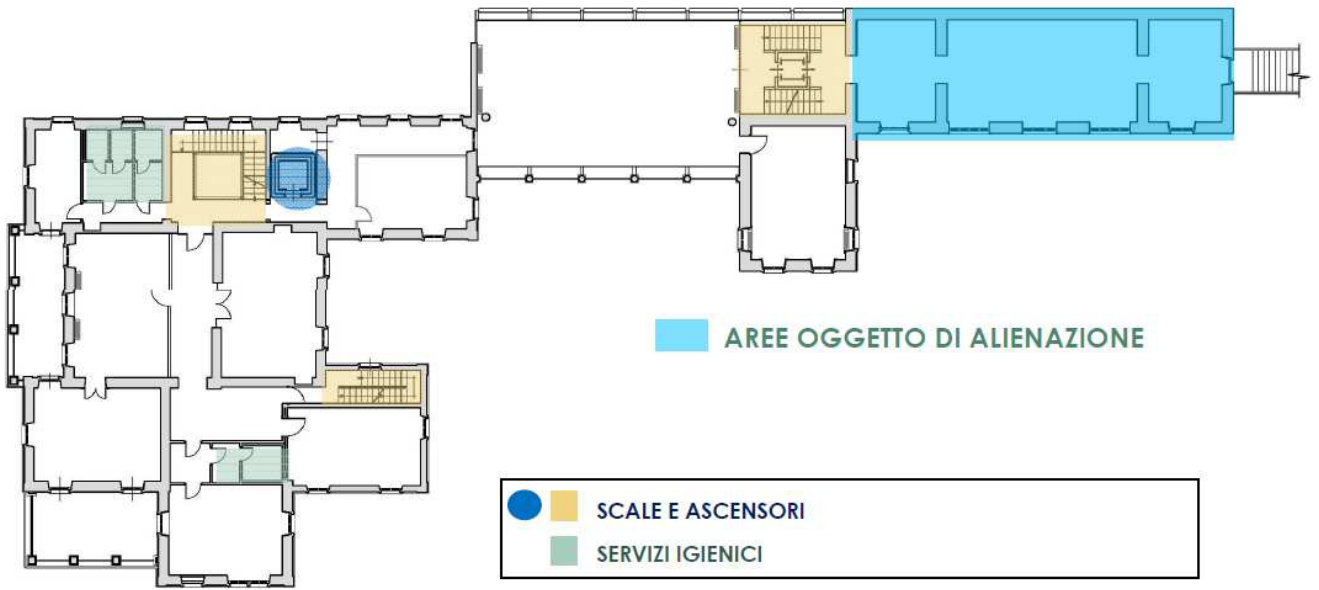 AREE OGGETTO DI ALIENAZIONE
SCALE E ASCENSORI
SERVIZI IGIENICI